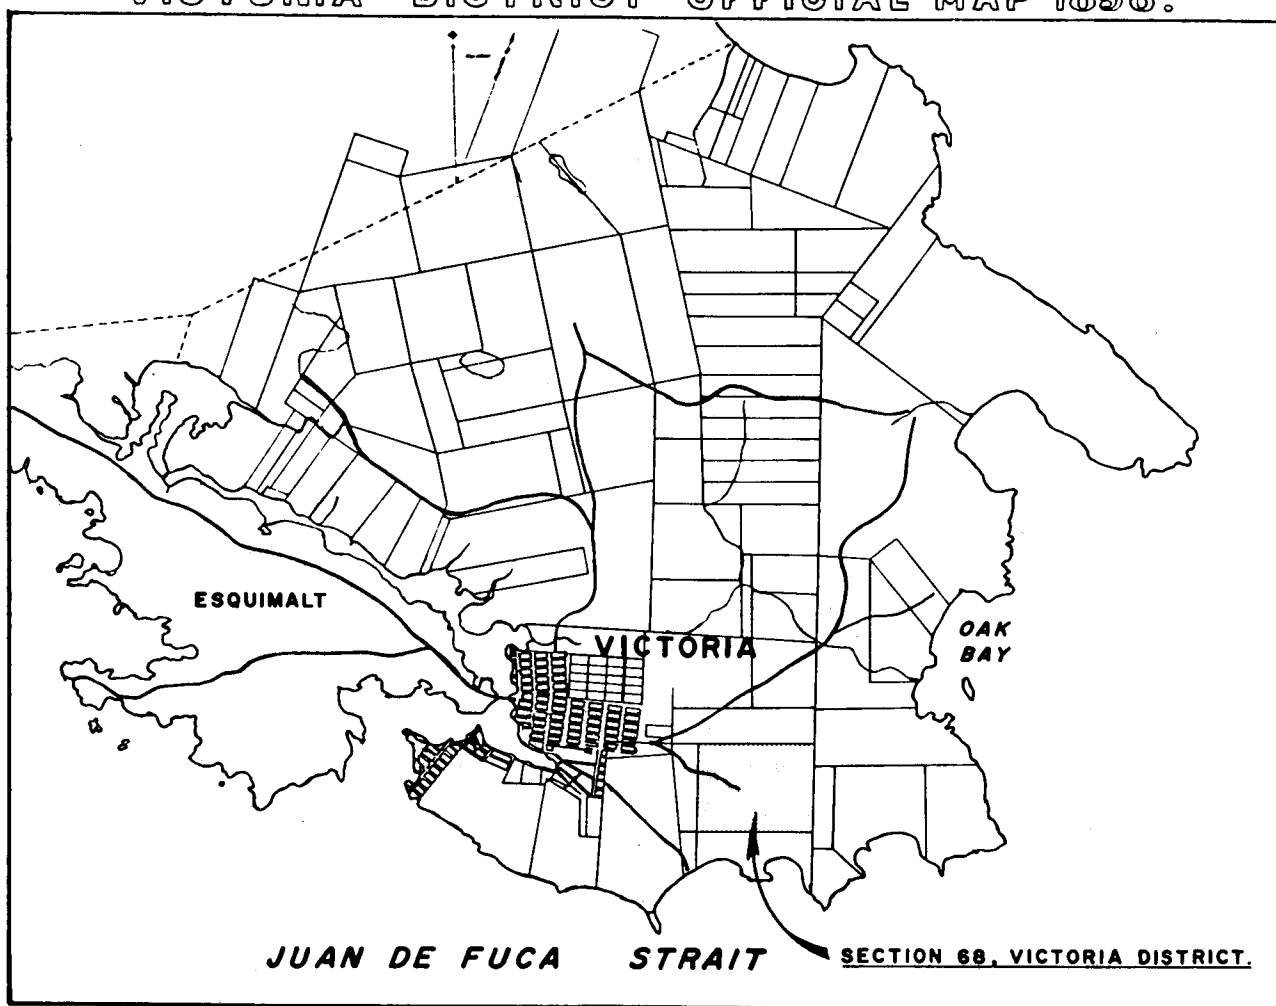 VICTORIA DISTRICT OFFICIAL MAP
ESQUIMALT
VICTORIA
OAK
BAY
JUAN DE FUCA STRAIT
SECTION 68, VICTORIA DISTRICT.